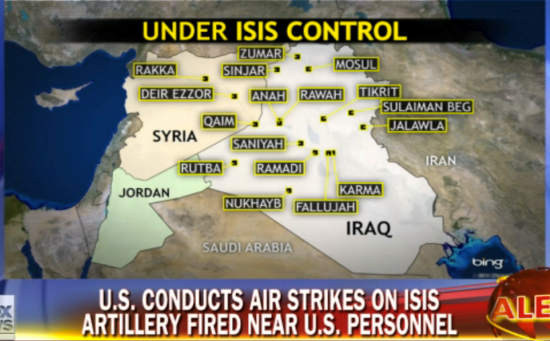 UNDER ISIS CONTROL
ZUMAR
RAKKA
SINJAR
MOSUL
DEIR EZZOR
ANAH
RAWAH
TIKRIT
SULAIMAN BEG
QAIM
JALAWLA
SYRIA
SANIYAH
IRAN
RUTBA
RAMADI
JORDAN
KARMA
NUKHAYB
FALLUJAH
IRAQ
SAUDI ARABIA
bing
U.S. CONDUCTS AIR STRIKES ON ISIS
ARTILLERY FIRED NEAR U.S. PERSONNEL
ALE